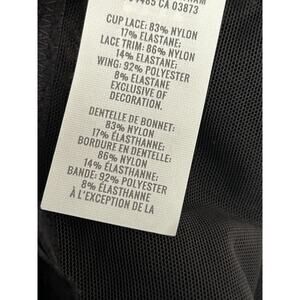 CA 03873
CUP LACE: 83% NYLON
17% ELASTANE;
LACE TRIM: 86% NYLON
14% ELASTANE;
WING: 92% POLYESTER
8% ELASTANE
EXCLUSIVE OF
DECORATION.
DENTELLE DE BONNET:
83% NYLON
17% ÉLASTHANNE;
BORDURE EN DENTELLE:
86% NYLON
14% ÉLASTHANNE;
BANDE: 92% POLYESTER
8% ÉLASTHANNE
À L'EXCEPTION DE LA